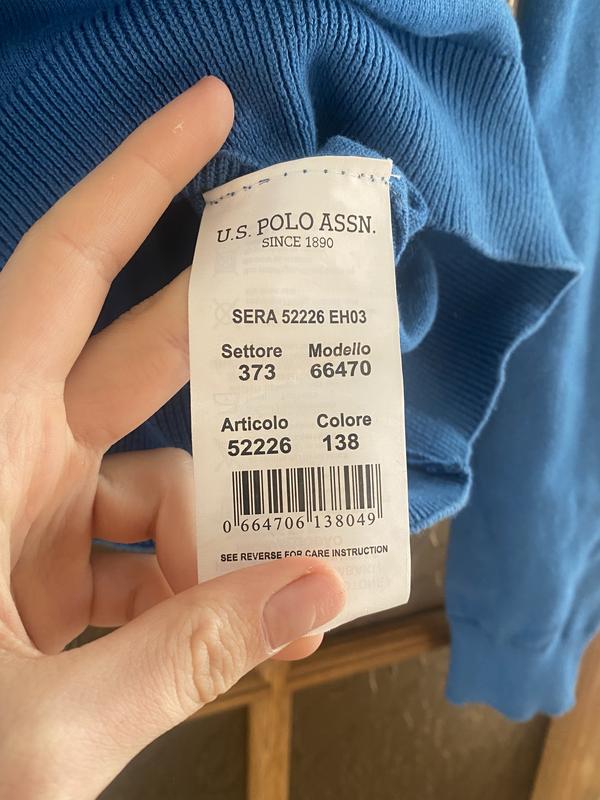 U.S. POLO ASSN.
SINCE 1890
SERA 52226 EH03
Settore Modello
373 66470
Articolo Colore
52226 138
0 664706 138049
SEE REVERSE FOR CARE INSTRUCTION